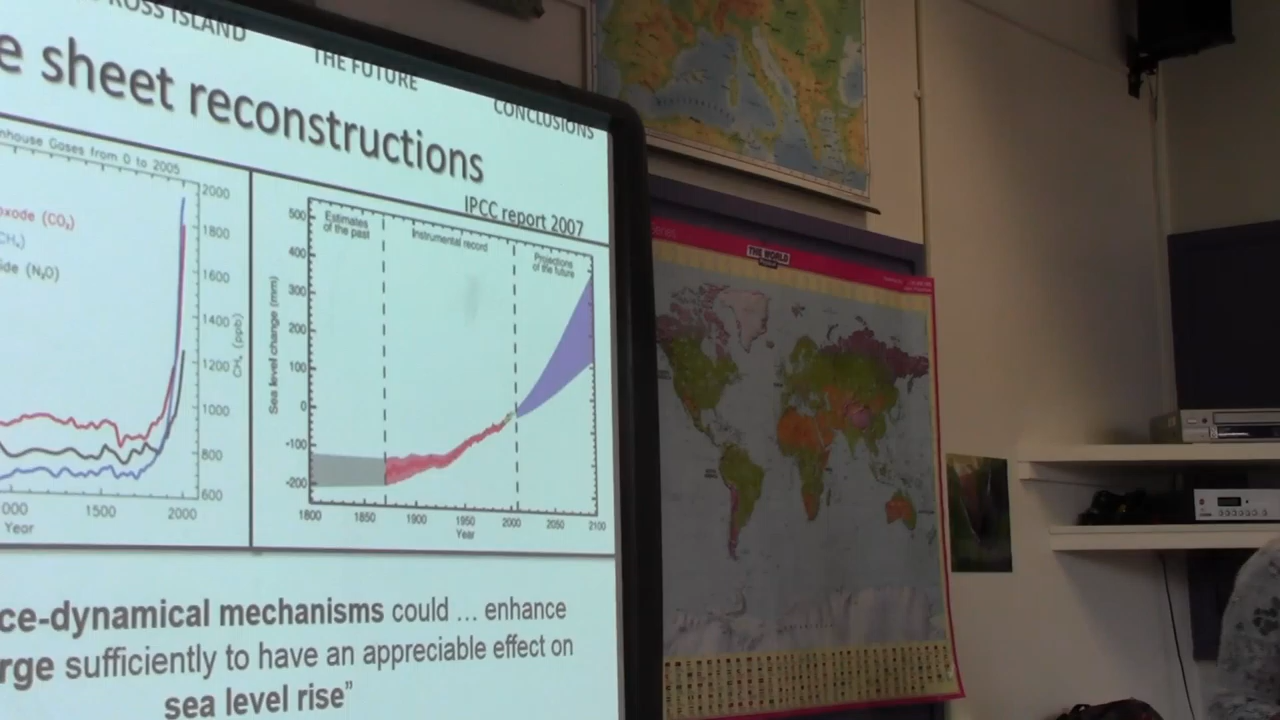 ROSS ISLAND
THE FUTURE
CONCLUSIONS
e sheet reconstructions
nhouse Gases from 0 to 2005
IPCC report 2007
oxode (CO₂)
CH₄)
ide (N₂O)
2000
1800
1600
1400
1200
1000
800
600
CH₄ (ppb)
000
1500
2000
Year
Estimates
of the past
Instrumental record
Projections
of the future
500
400
300
200
100
0
-100
-200
Sea level change (mm)
1800
1850
1900
1950
2000
2050
2100
Year
ce-dynamical mechanisms could … enhance
rge sufficiently to have an appreciable effect on
sea level rise”
THE WORLD